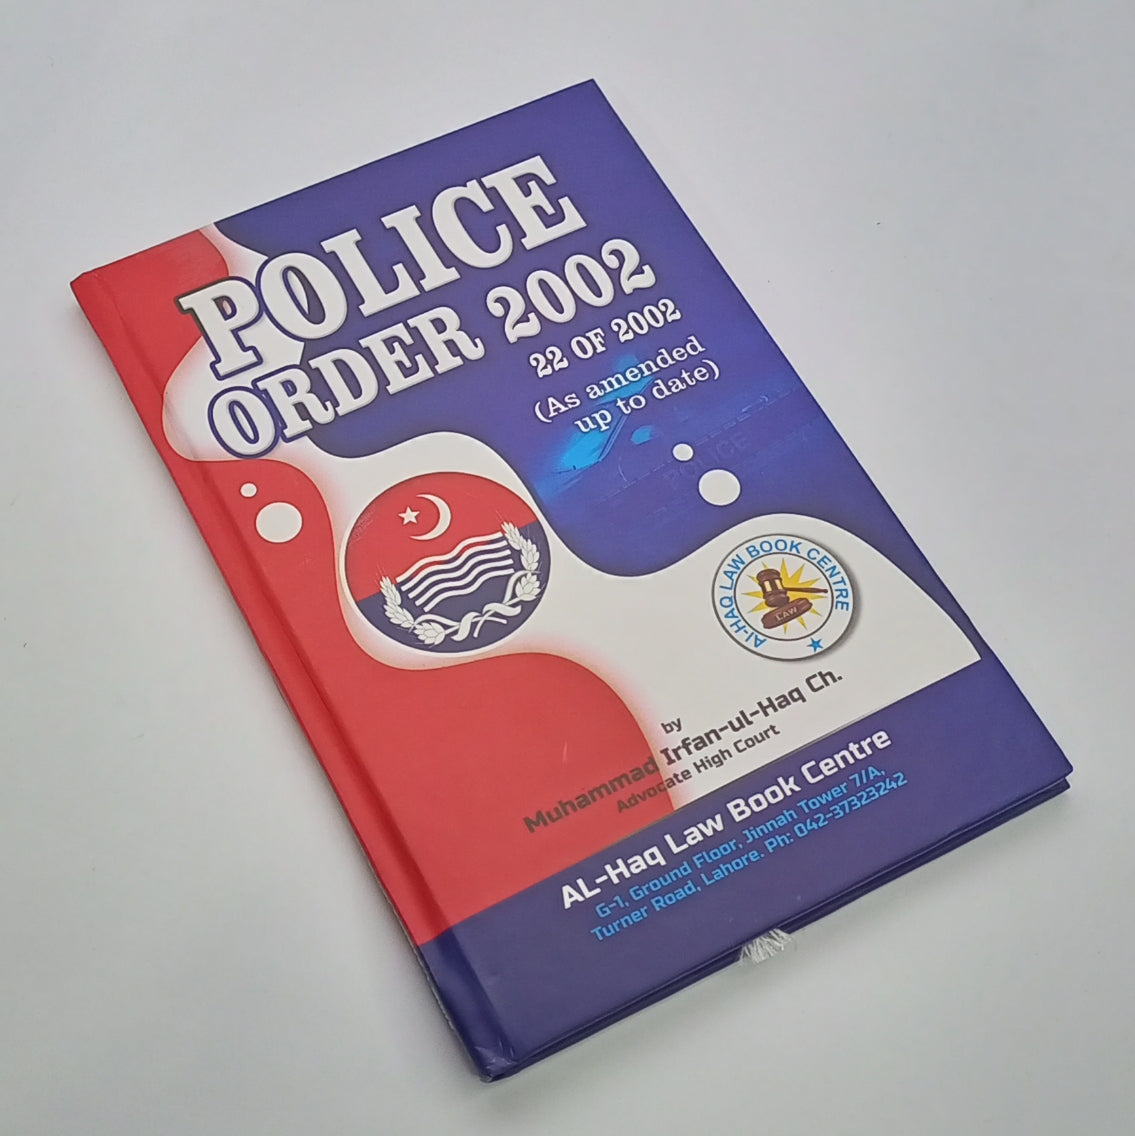 POLICE
ORDER 2002
22 OF 2002
(As amended
up to date)
POLICE
Al-HAQ LAW BOOK CENTRE
LAW
by
Muhammad Irfan-ul-Haq Ch.
Advocate High Court
AL-Haq Law Book Centre
G-1, Ground Floor, Jinnah Tower 7/A,
Turner Road, Lahore. Ph: 042-37323242